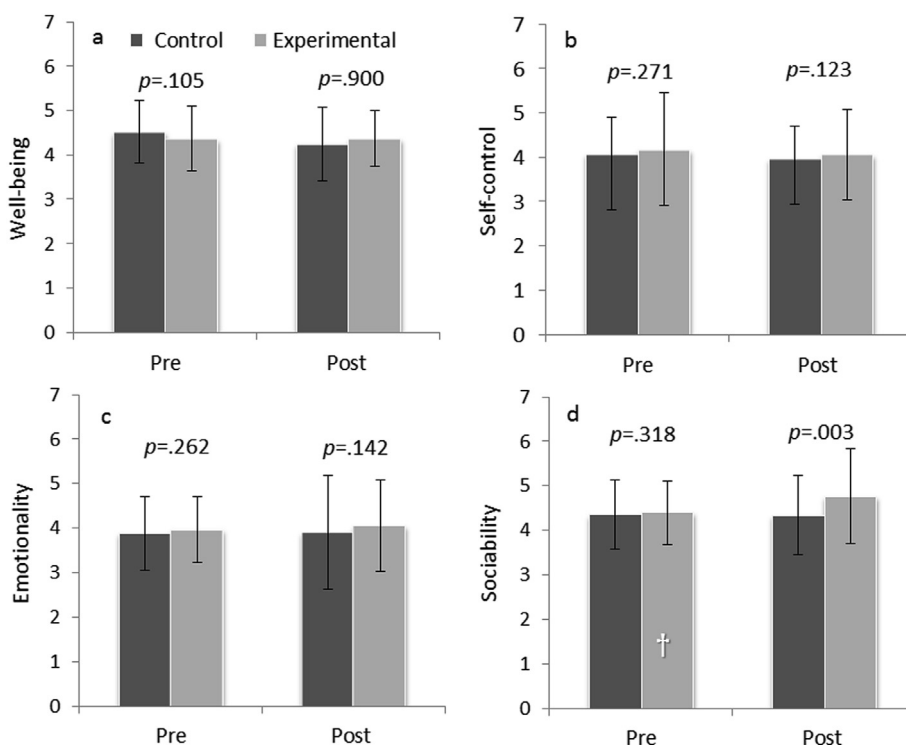 a
Control
Experimental
p=.105
p=.900
Well-being
7
6
5
4
3
2
1
0
Pre
Post
b
p=.271
p=.123
Self-control
7
6
5
4
3
2
1
0
Pre
Post
c
p=.262
p=.142
Emotionality
7
6
5
4
3
2
1
0
Pre
Post
d
p=.318
p=.003
Sociability
7
6
5
4
3
2
1
0
†
Pre
Post